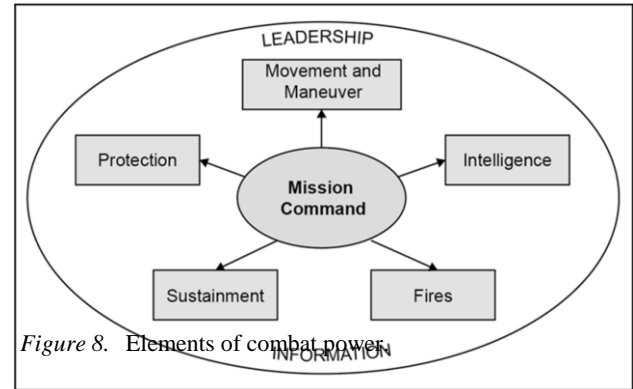 LEADERSHIP
Movement and
Maneuver
Protection
Intelligence
Mission
Command
Sustainment
Fires
Figure 8. Elements of combat power.
INFORMATION